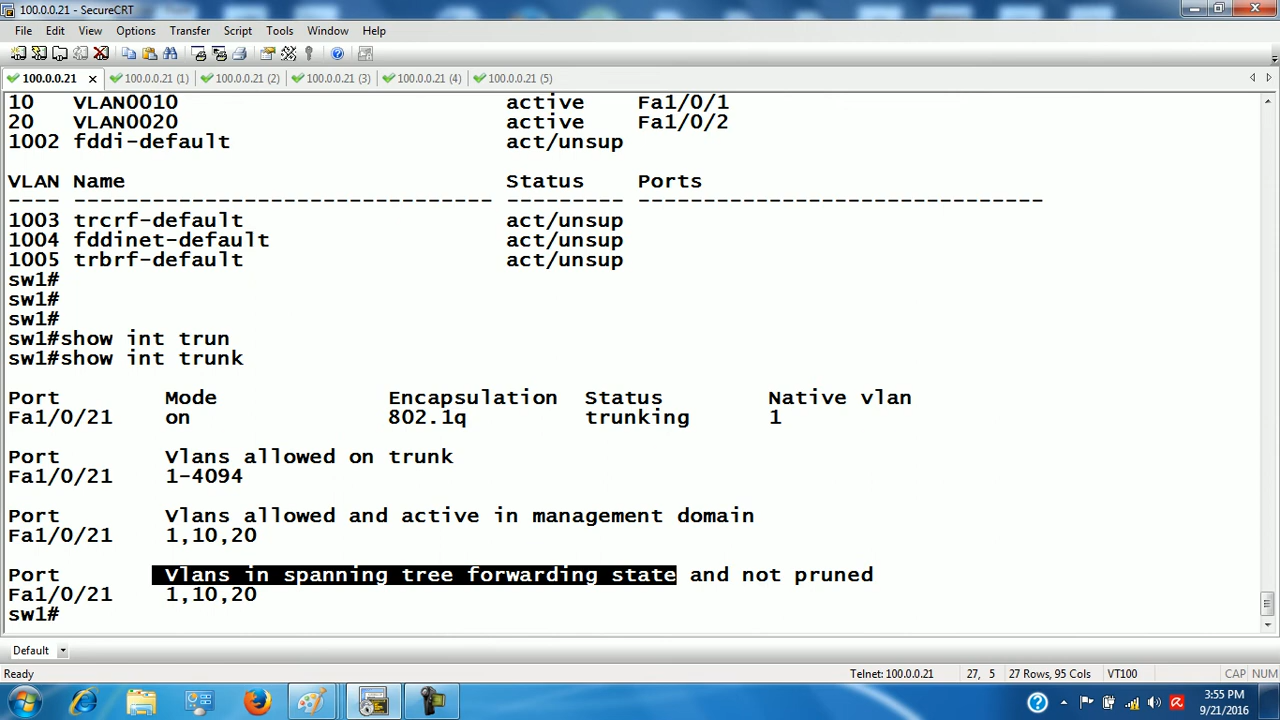 100.0.0.21 - SecureCRT
File Edit View Options Transfer Script Tools Window Help
100.0.0.21 100.0.0.21 (1) 100.0.0.21 (2) 100.0.0.21 (3) 100.0.0.21 (4) 100.0.0.21 (5)
10 VLAN0010 active Fa1/0/1
20 VLAN0020 active Fa1/0/2
1002 fddi-default act/unsup
VLAN Name Status Ports
---- -------------------------------- --------- -------------------------------
1003 trcrf-default act/unsup
1004 fddinet-default act/unsup
1005 trbrf-default act/unsup
sw1#
sw1#
sw1#
sw1#show int trun
sw1#show int trunk
Port Mode Encapsulation Status Native vlan
Fa1/0/21 on 802.1q trunking 1
Port Vlans allowed on trunk
Fa1/0/21 1-4094
Port Vlans allowed and active in management domain
Fa1/0/21 1,10,20
Port Vlans in spanning tree forwarding state and not pruned
Fa1/0/21 1,10,20
sw1#
Default
Ready Telnet: 100.0.0.21 27, 5 27 Rows, 95 Cols VT100 CAP NUM
3:55 PM
9/21/2016